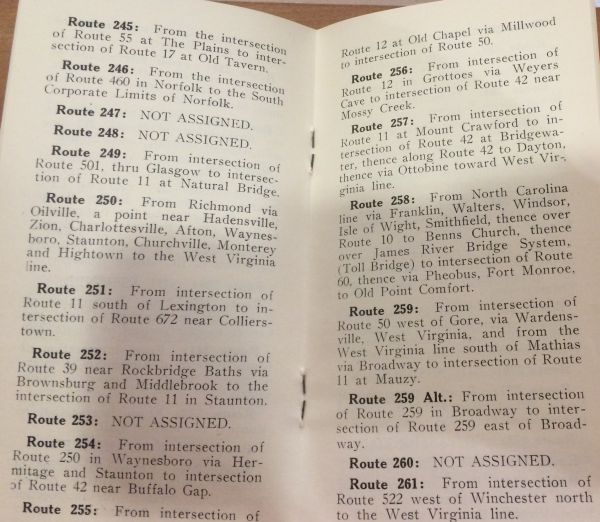 Route 245: From the intersection
of Route 55 at The Plains to inter-
section of Route 17 at Old Tavern.
Route 246: From the intersection
of Route 460 in Norfolk to the South
Corporate Limits of Norfolk.
Route 247: NOT ASSIGNED.
Route 248: NOT ASSIGNED.
Route 249: From intersection of
Route 501, thru Glasgow to intersec-
tion of Route 11 at Natural Bridge.
Route 250: From Richmond via
Oilville, a point near Hadensville,
Zion, Charlottesville, Afton, Waynes-
boro, Staunton, Churchville, Monterey
and Hightown to the West Virginia
line.
Route 251: From intersection of
Route 11 south of Lexington to in-
tersection of Route 672 near Colliers-
town.
Route 252: From intersection of
Route 39 near Rockbridge Baths via
Brownsburg and Middlebrook to the
intersection of Route 11 in Staunton.
Route 253: NOT ASSIGNED.
Route 254: From intersection of
Route 250 in Waynesboro via Her-
mitage and Staunton to intersection
of Route 42 near Buffalo Gap.
Route 255: From intersection of
Route 12 at Old Chapel via Millwood
to intersection of Route 50.
Route 256: From intersection of
Route 12 in Grottoes via Weyers
Cave to intersection of Route 42 near
Mossy Creek.
Route 257: From intersection of
Route 11 at Mount Crawford to in-
tersection of Route 42 at Bridgewa-
ter, thence along Route 42 to Dayton,
thence via Ottobine toward West Vir-
ginia line.
Route 258: From North Carolina
line via Franklin, Walters, Windsor,
Isle of Wight, Smithfield, thence over
Route 10 to Benns Church, thence
over James River Bridge System,
(Toll Bridge) to intersection of Route
60, thence via Pheobus, Fort Monroe,
to Old Point Comfort.
Route 259: From intersection of
Route 50 west of Gore, via Wardens-
ville, West Virginia, and from the
West Virginia line south of Mathias
via Broadway to intersection of Route
11 at Mauzy.
Route 259 Alt.: From intersection
of Route 259 in Broadway to inter-
section of Route 259 east of Broad-
way.
Route 260: NOT ASSIGNED.
Route 261: From intersection of
Route 522 west of Winchester north
to the West Virginia line.